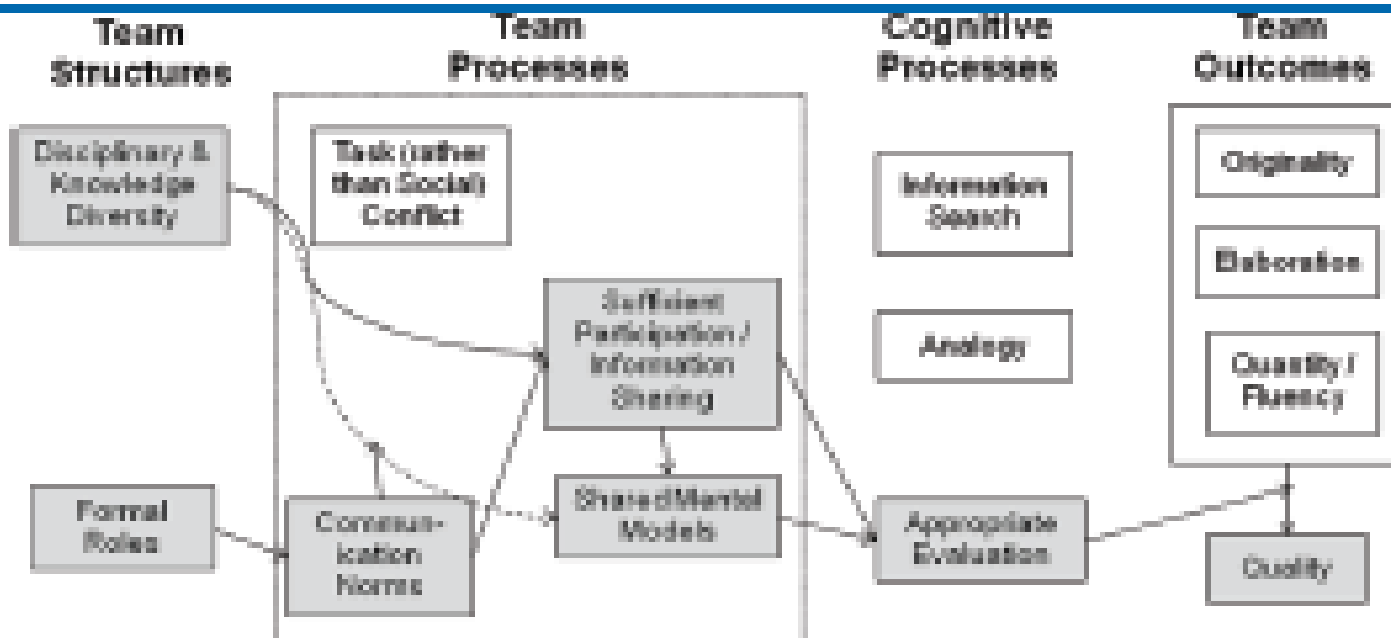 Team
Structures
Team
Processes
Cognitive
Processes
Team
Outcomes
Disciplinary &
Knowledge
Diversity
Task (rather
than Social)
Conflict
Information
Search
Originality
Elaboration
Sufficient
Participation /
Information
Sharing
Analogy
Quantity /
Fluency
Formal
Roles
Commun-
ication
Norms
Shared Mental
Models
Appropriate
Evaluation
Quality